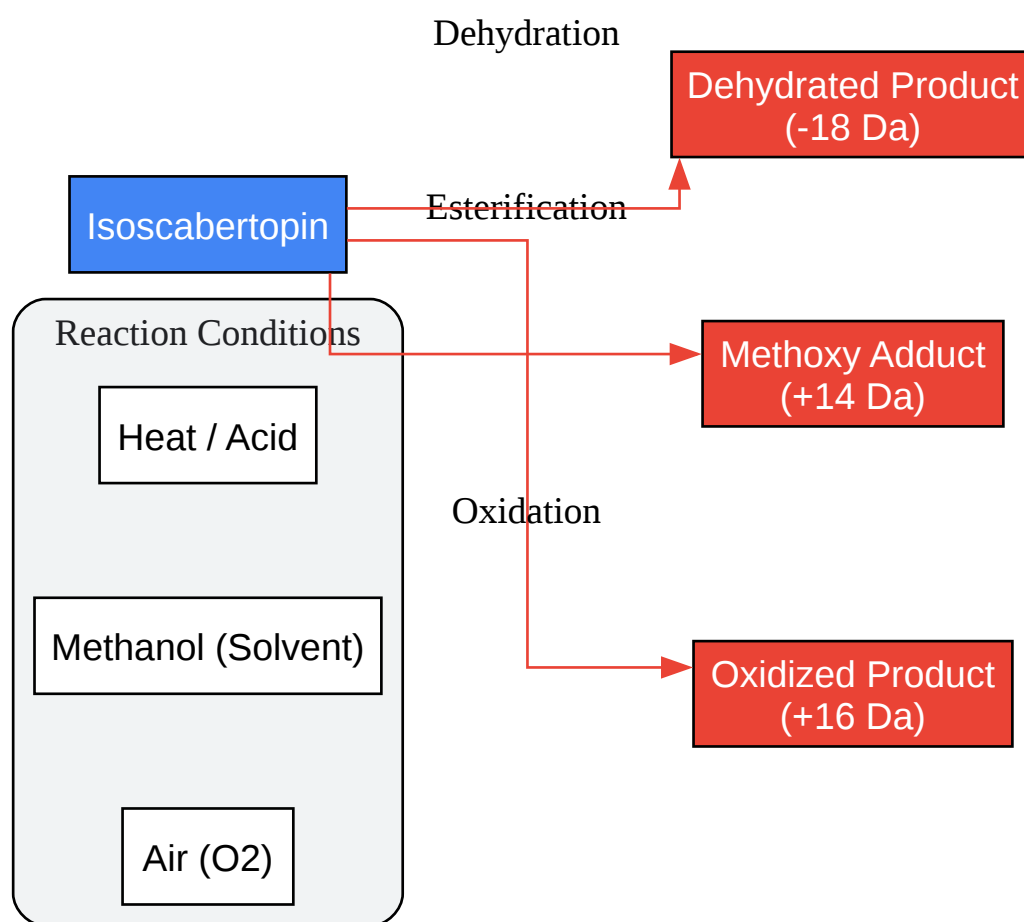 Dehydration
Dehydrated Product
(-18 Da)
Isoscabertopin
Esterification
Reaction Conditions
Methoxy Adduct
(+14 Da)
Heat / Acid
Oxidation
Methanol (Solvent)
Oxidized Product
(+16 Da)
Air (O2)